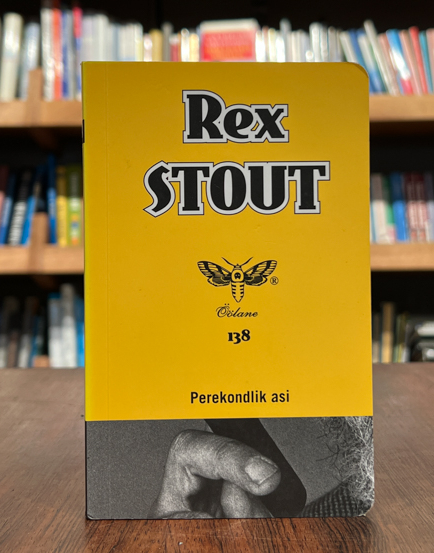 Rex
STOUT
®
Öölane
138
Perekondlik asi